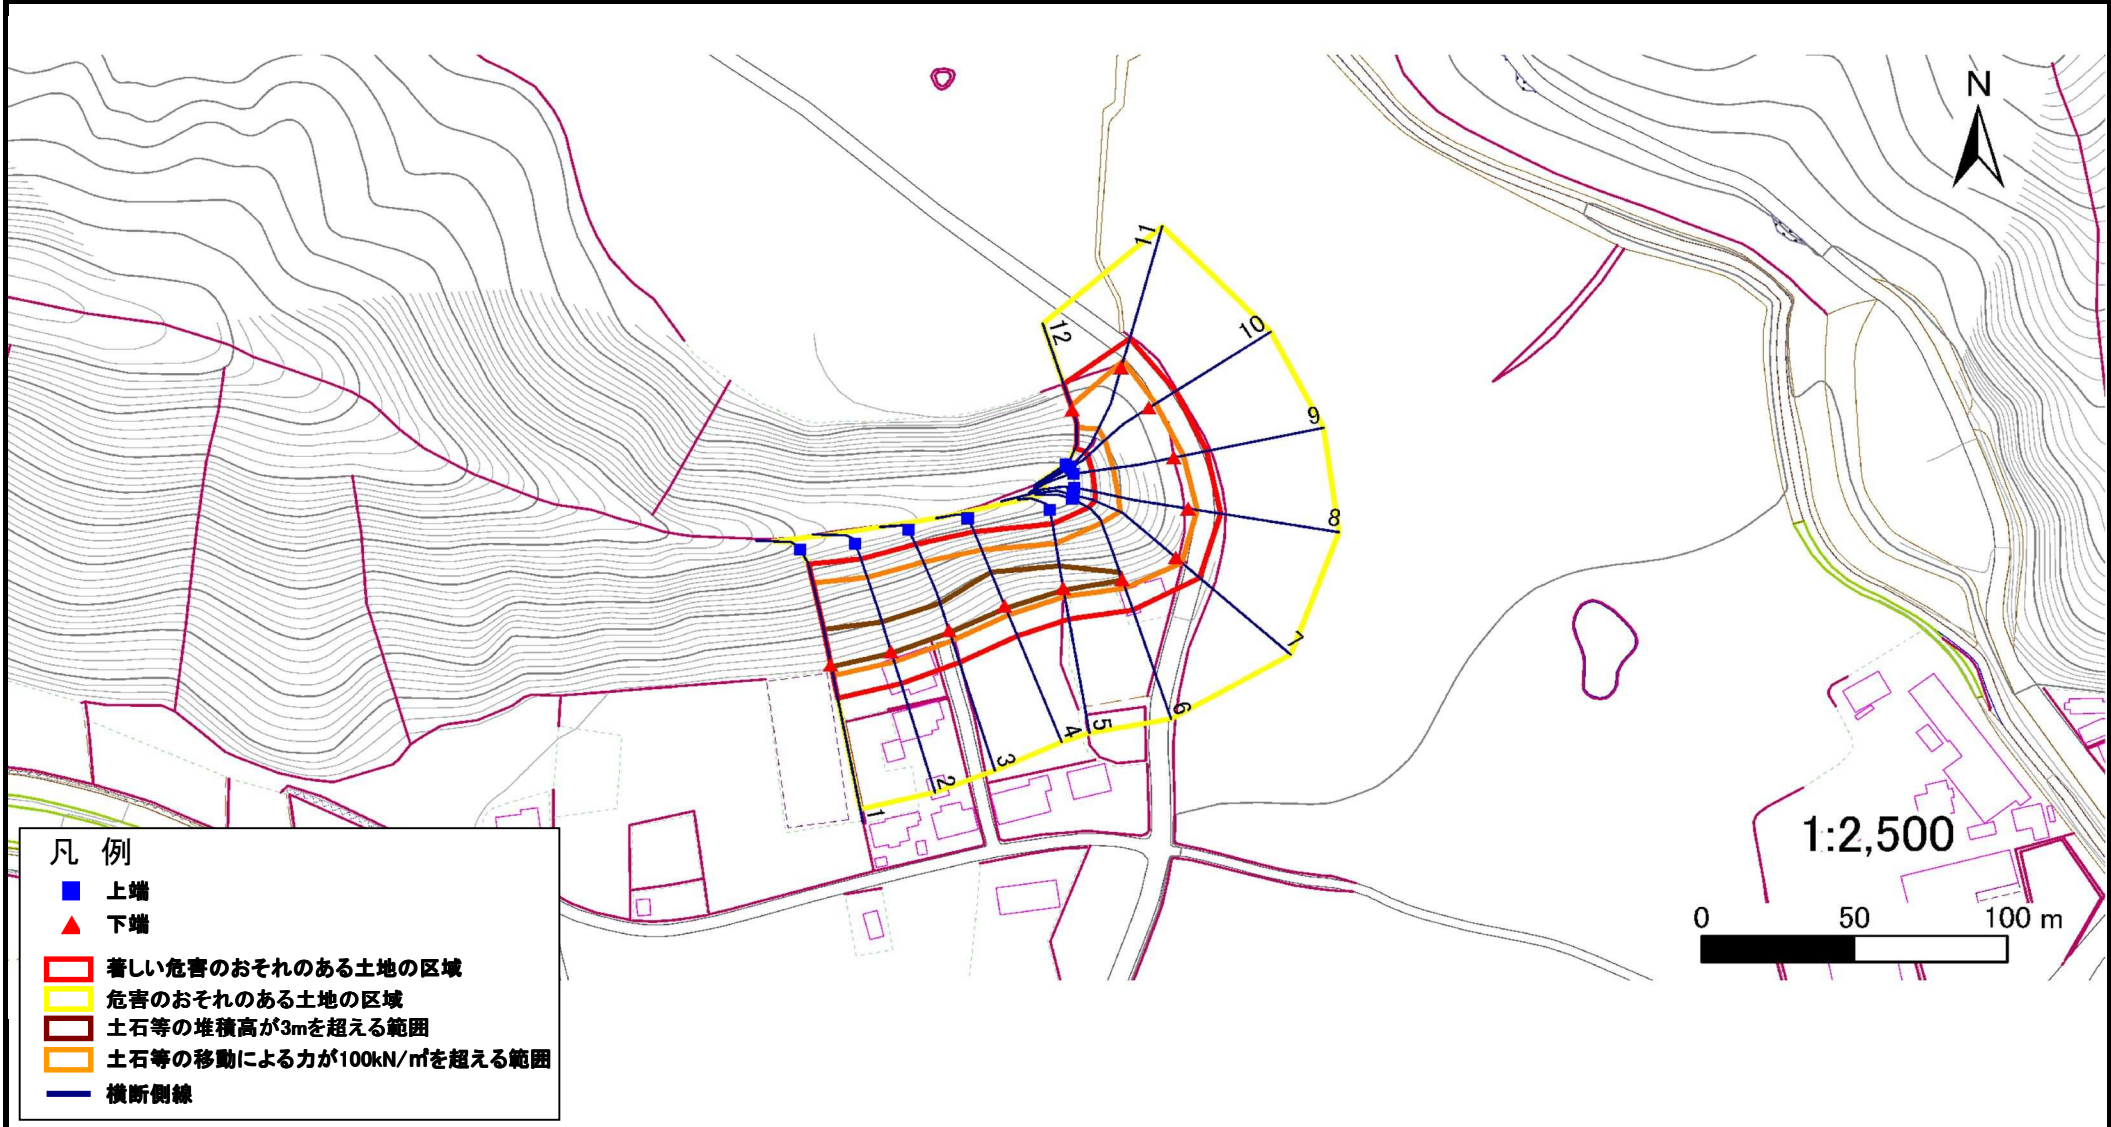 N
11
12
10
9
8
7
6
5
4
3
2
1
1:2,500
0 50 100 m
凡 例
上端
下端
著しい危害のおそれのある土地の区域
危害のおそれのある土地の区域
土石等の堆積高が3mを超える範囲
土石等の移動による力が100kN/㎡を超える範囲
横断側線